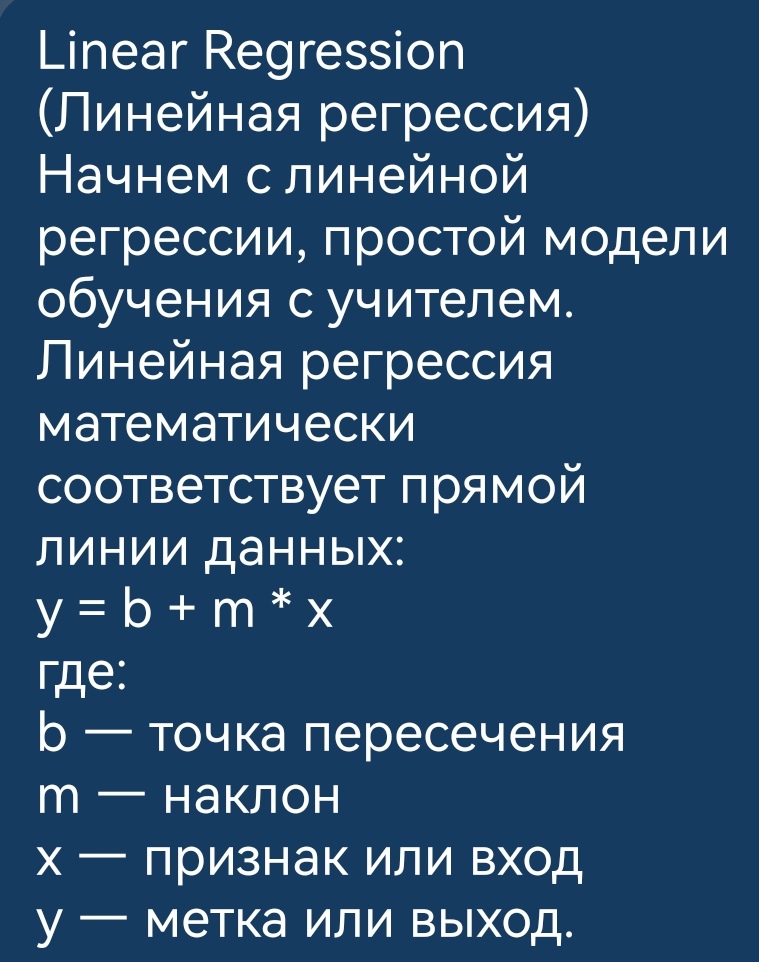 Linear Regression
(Линейная регрессия)
Начнем с линейной
регрессии, простой модели
обучения с учителем.
Линейная регрессия
математически
соответствует прямой
линии данных:
y = b + m * x
где:
b — точка пересечения
m — наклон
x — признак или вход
y — метка или выход.